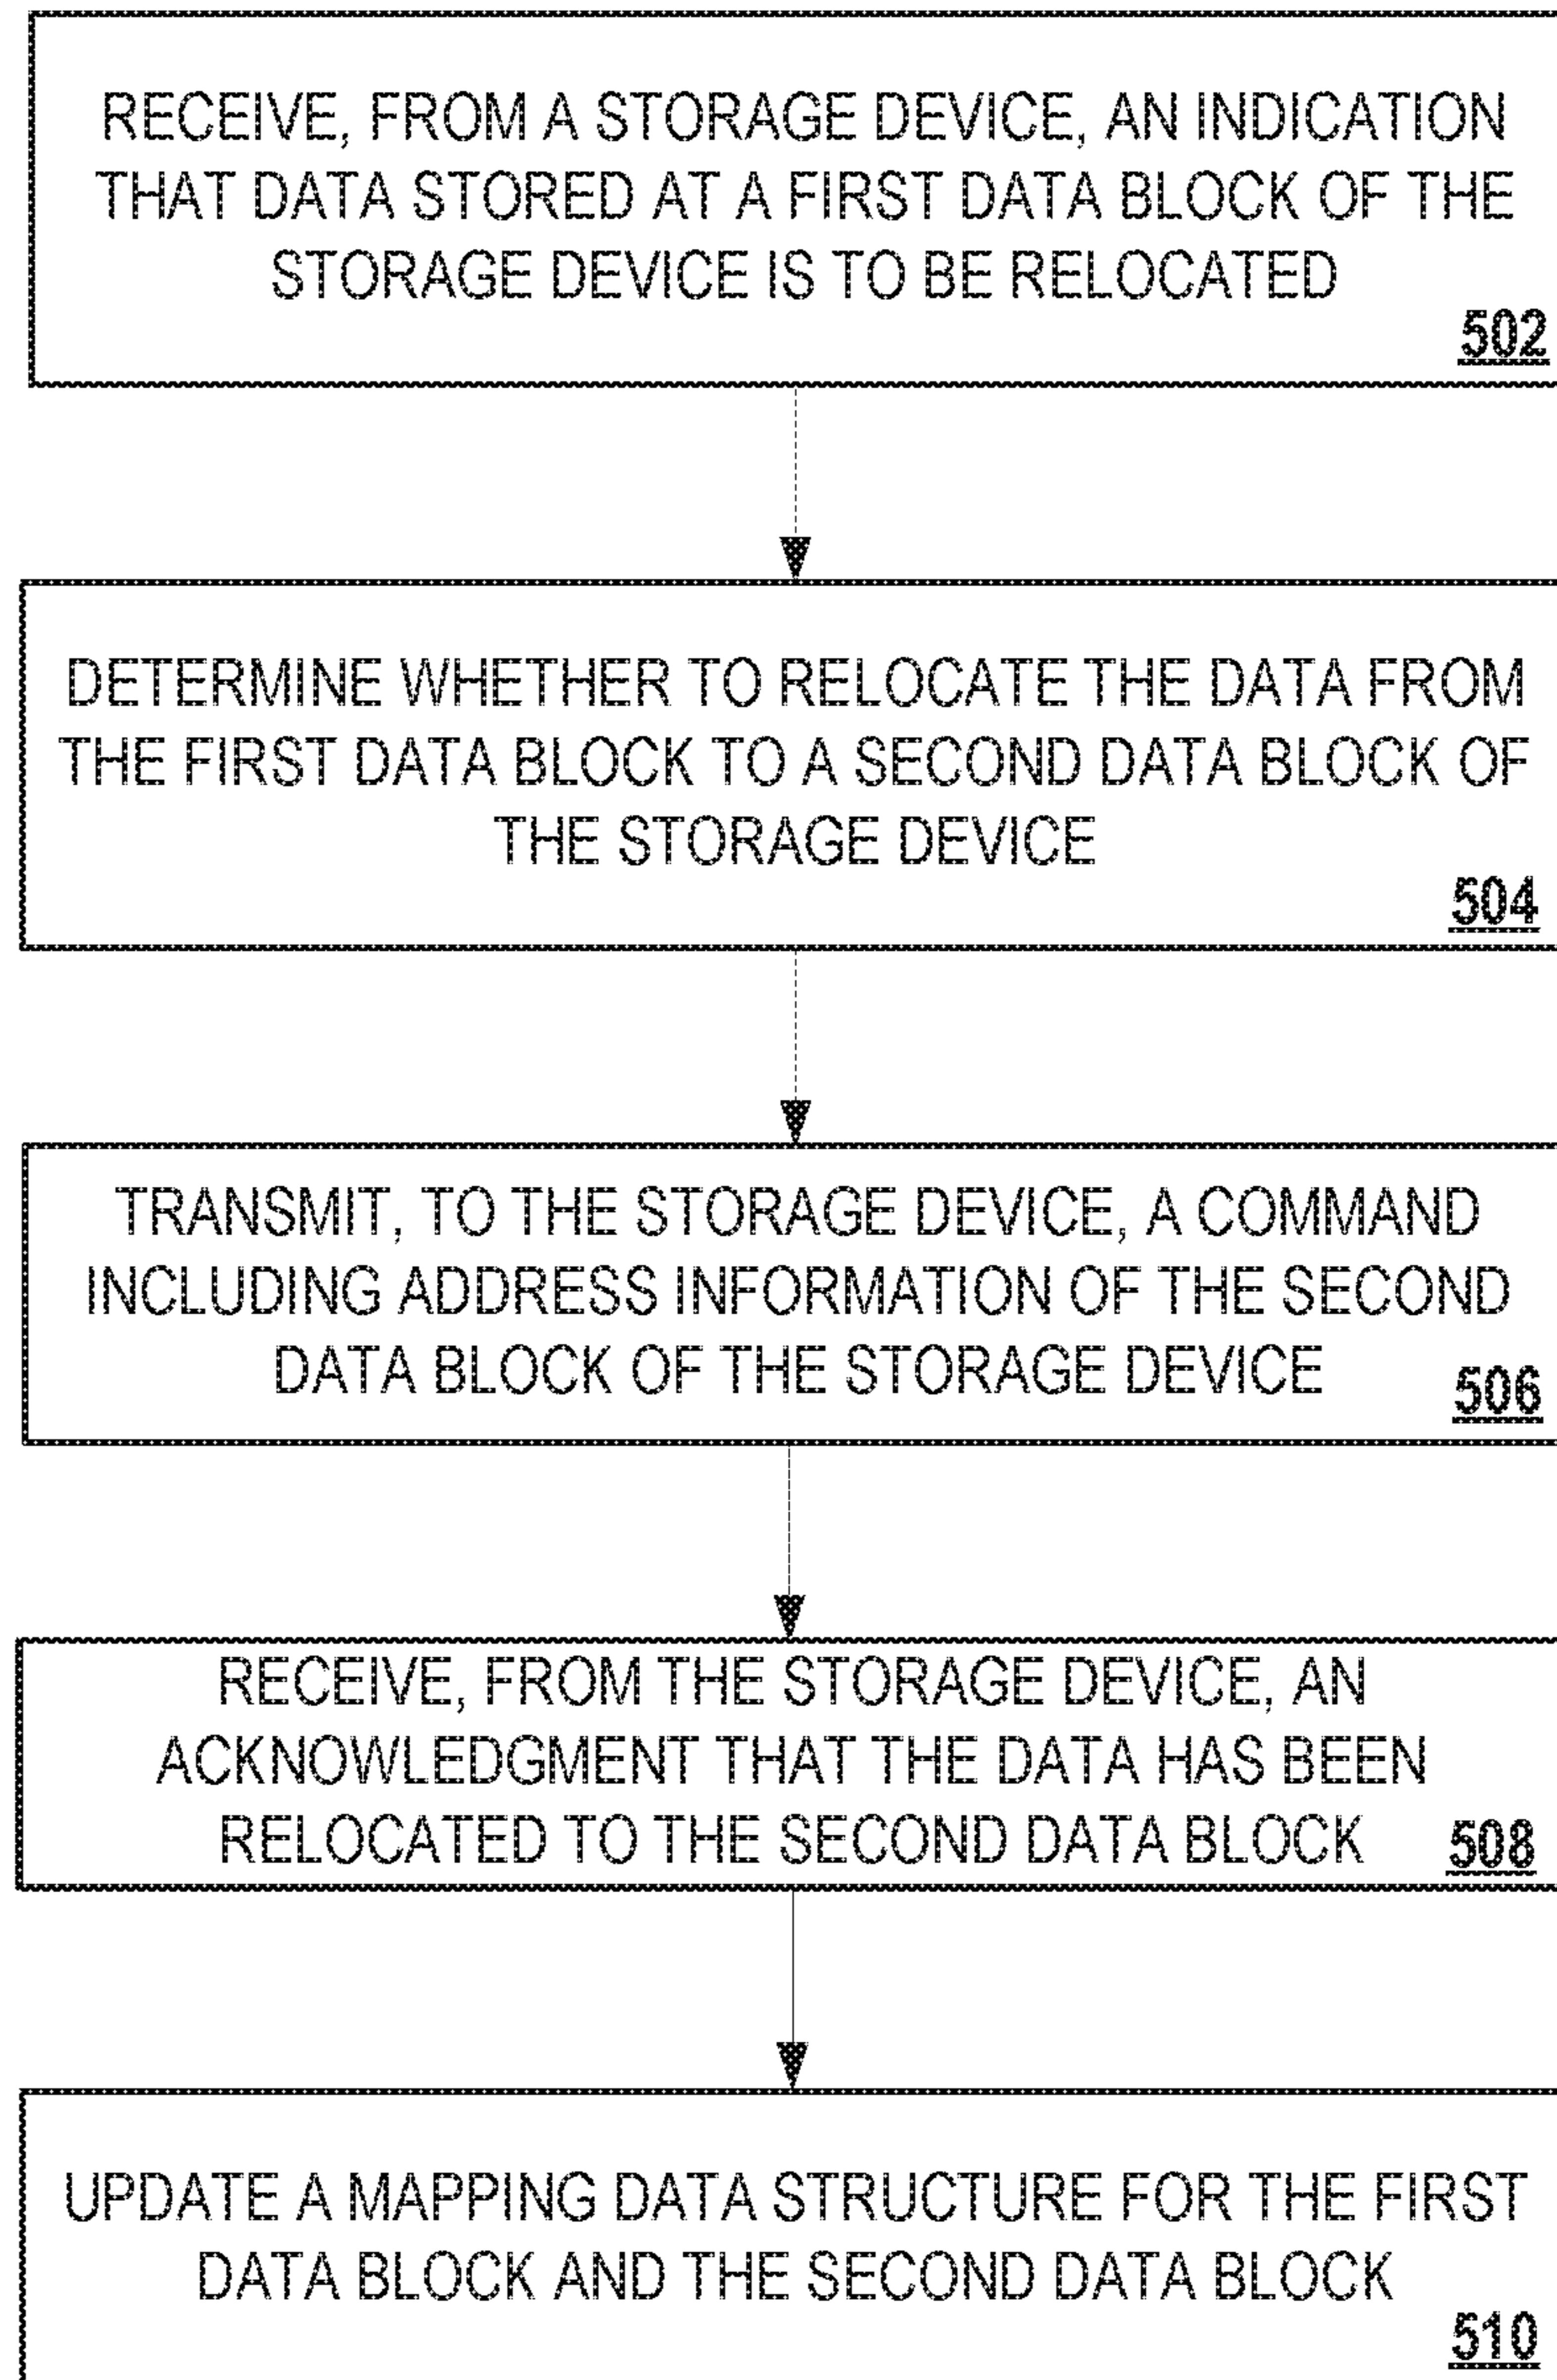 RECEIVE, FROM A STORAGE DEVICE, AN INDICATION
THAT DATA STORED AT A FIRST DATA BLOCK OF THE
STORAGE DEVICE IS TO BE RELOCATED
502
DETERMINE WHETHER TO RELOCATE THE DATA FROM
THE FIRST DATA BLOCK TO A SECOND DATA BLOCK OF
THE STORAGE DEVICE
504
TRANSMIT, TO THE STORAGE DEVICE, A COMMAND
INCLUDING ADDRESS INFORMATION OF THE SECOND
DATA BLOCK OF THE STORAGE DEVICE
506
RECEIVE, FROM THE STORAGE DEVICE, AN
ACKNOWLEDGMENT THAT THE DATA HAS BEEN
RELOCATED TO THE SECOND DATA BLOCK
508
UPDATE A MAPPING DATA STRUCTURE FOR THE FIRST
DATA BLOCK AND THE SECOND DATA BLOCK
510